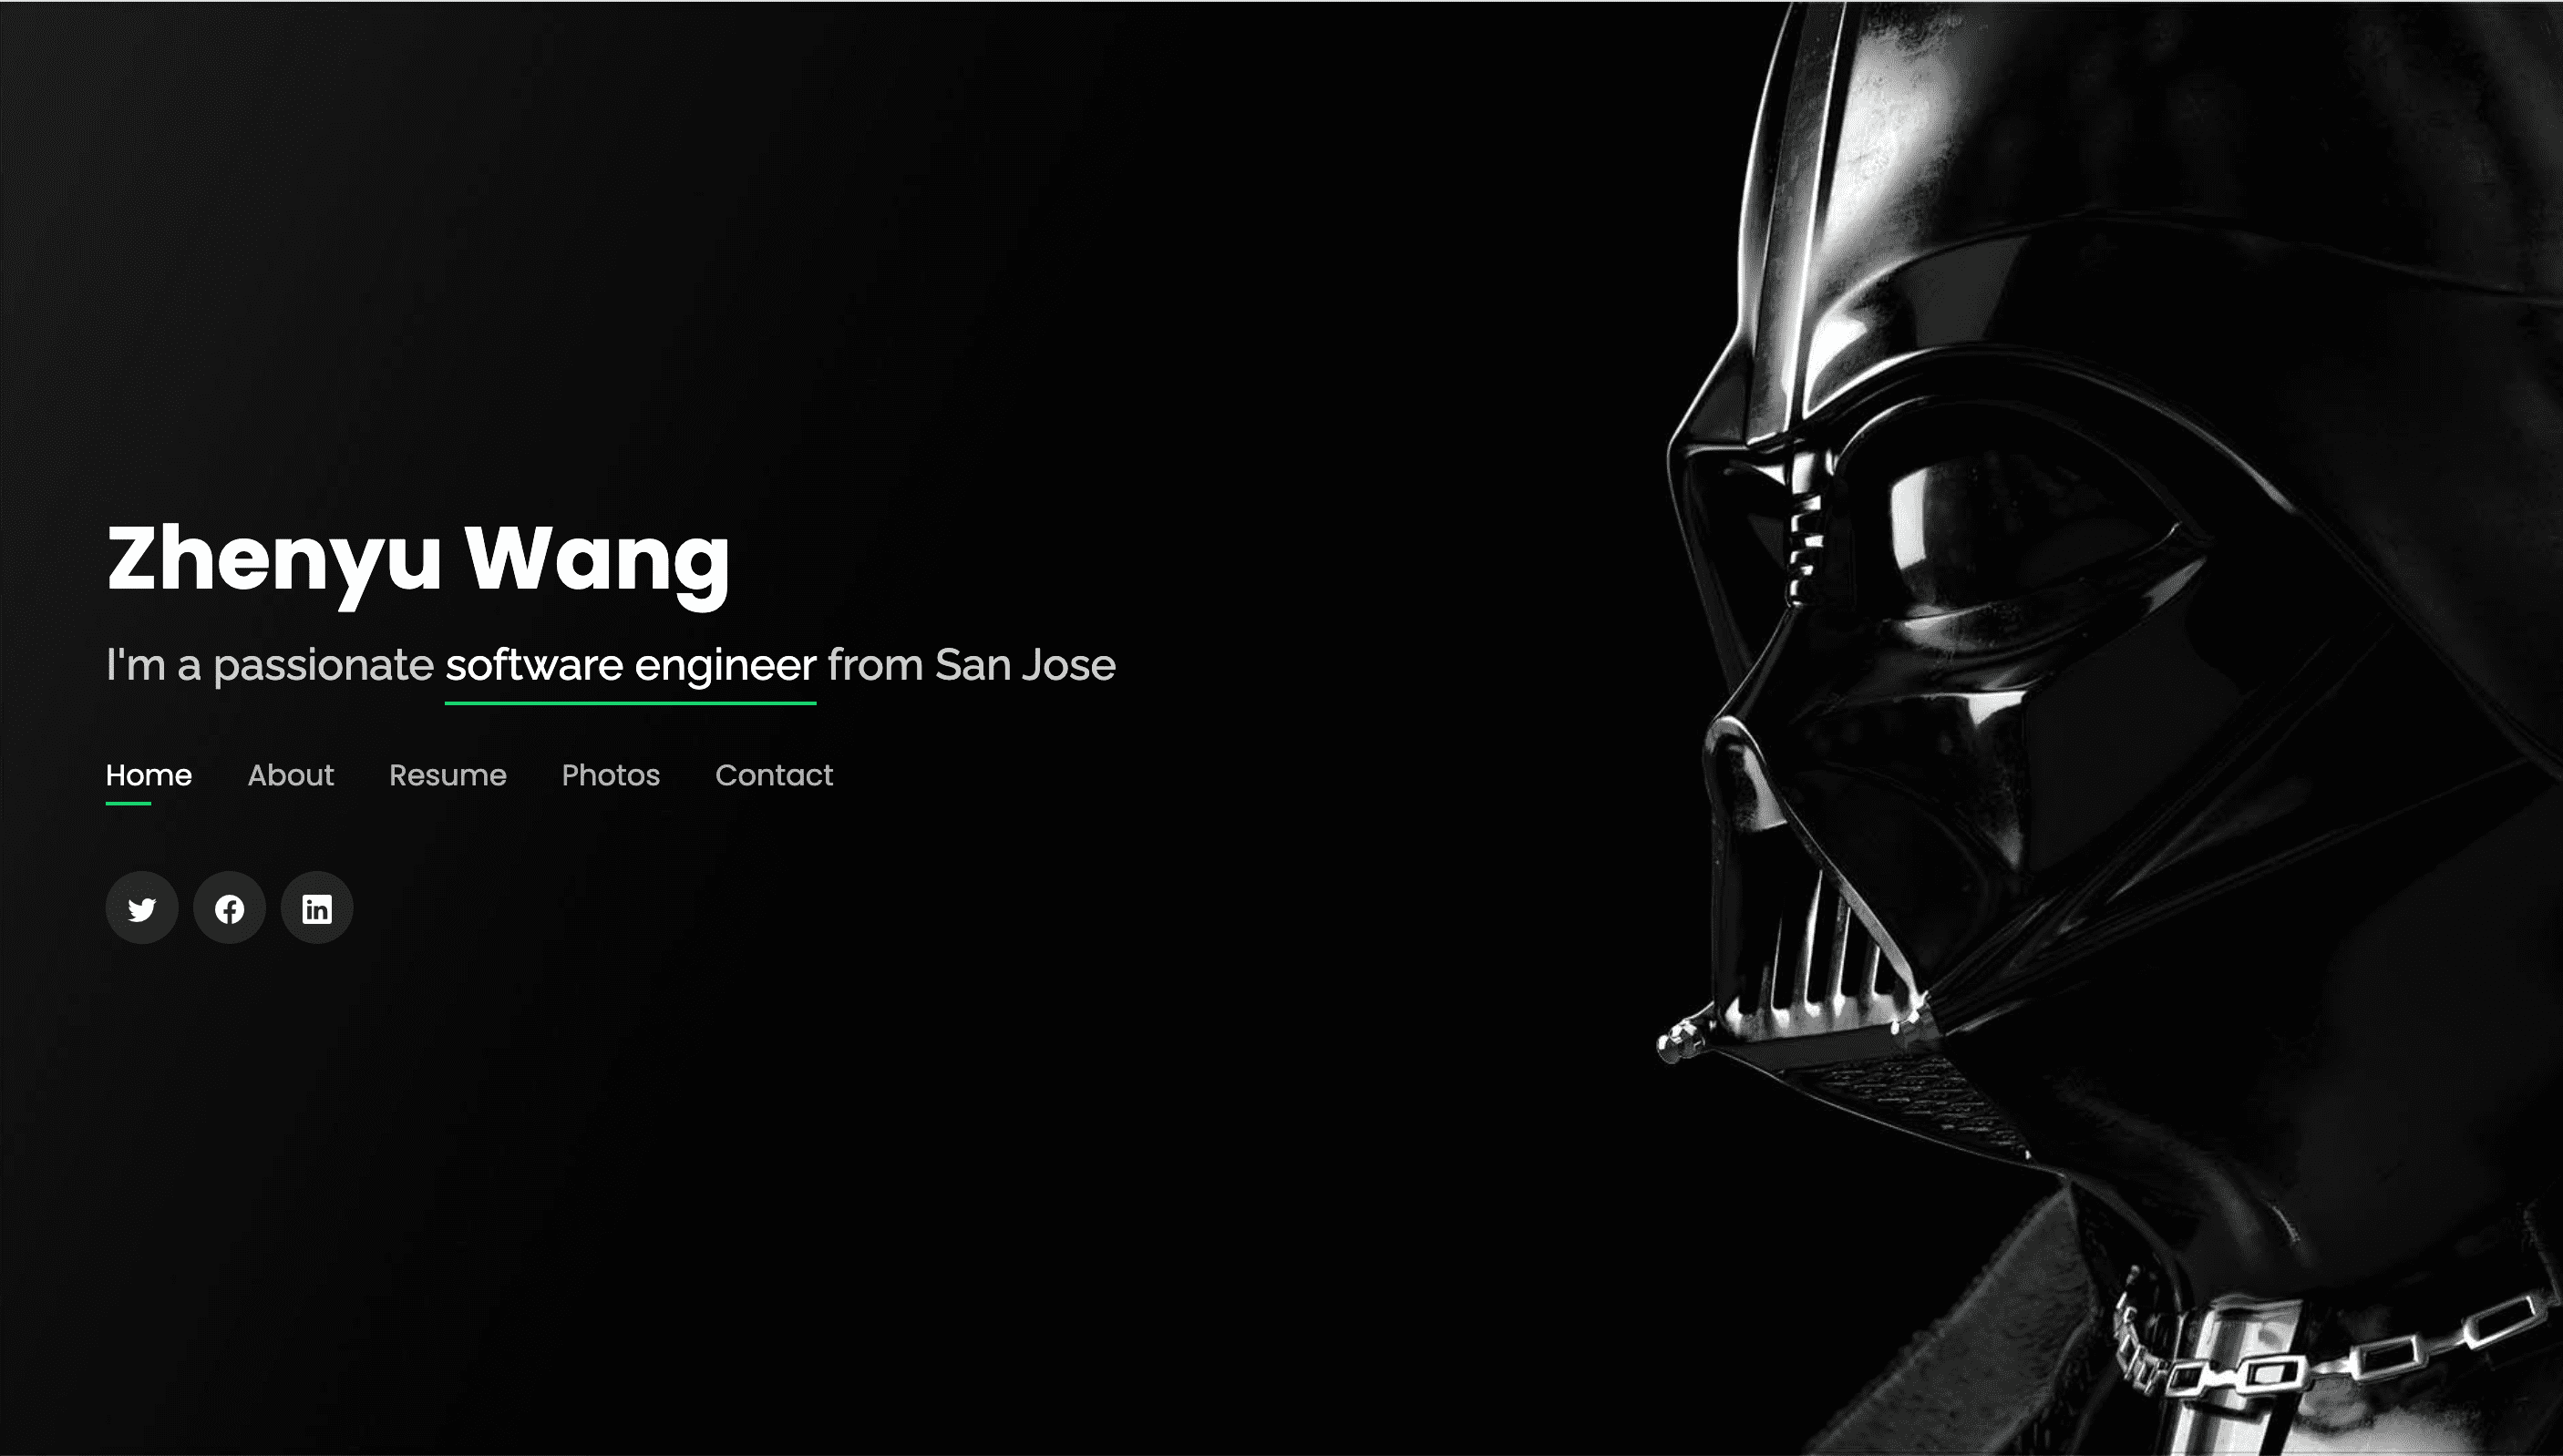 Zhenyu Wang
I'm a passionate software engineer from San Jose
Home About Resume Photos Contact